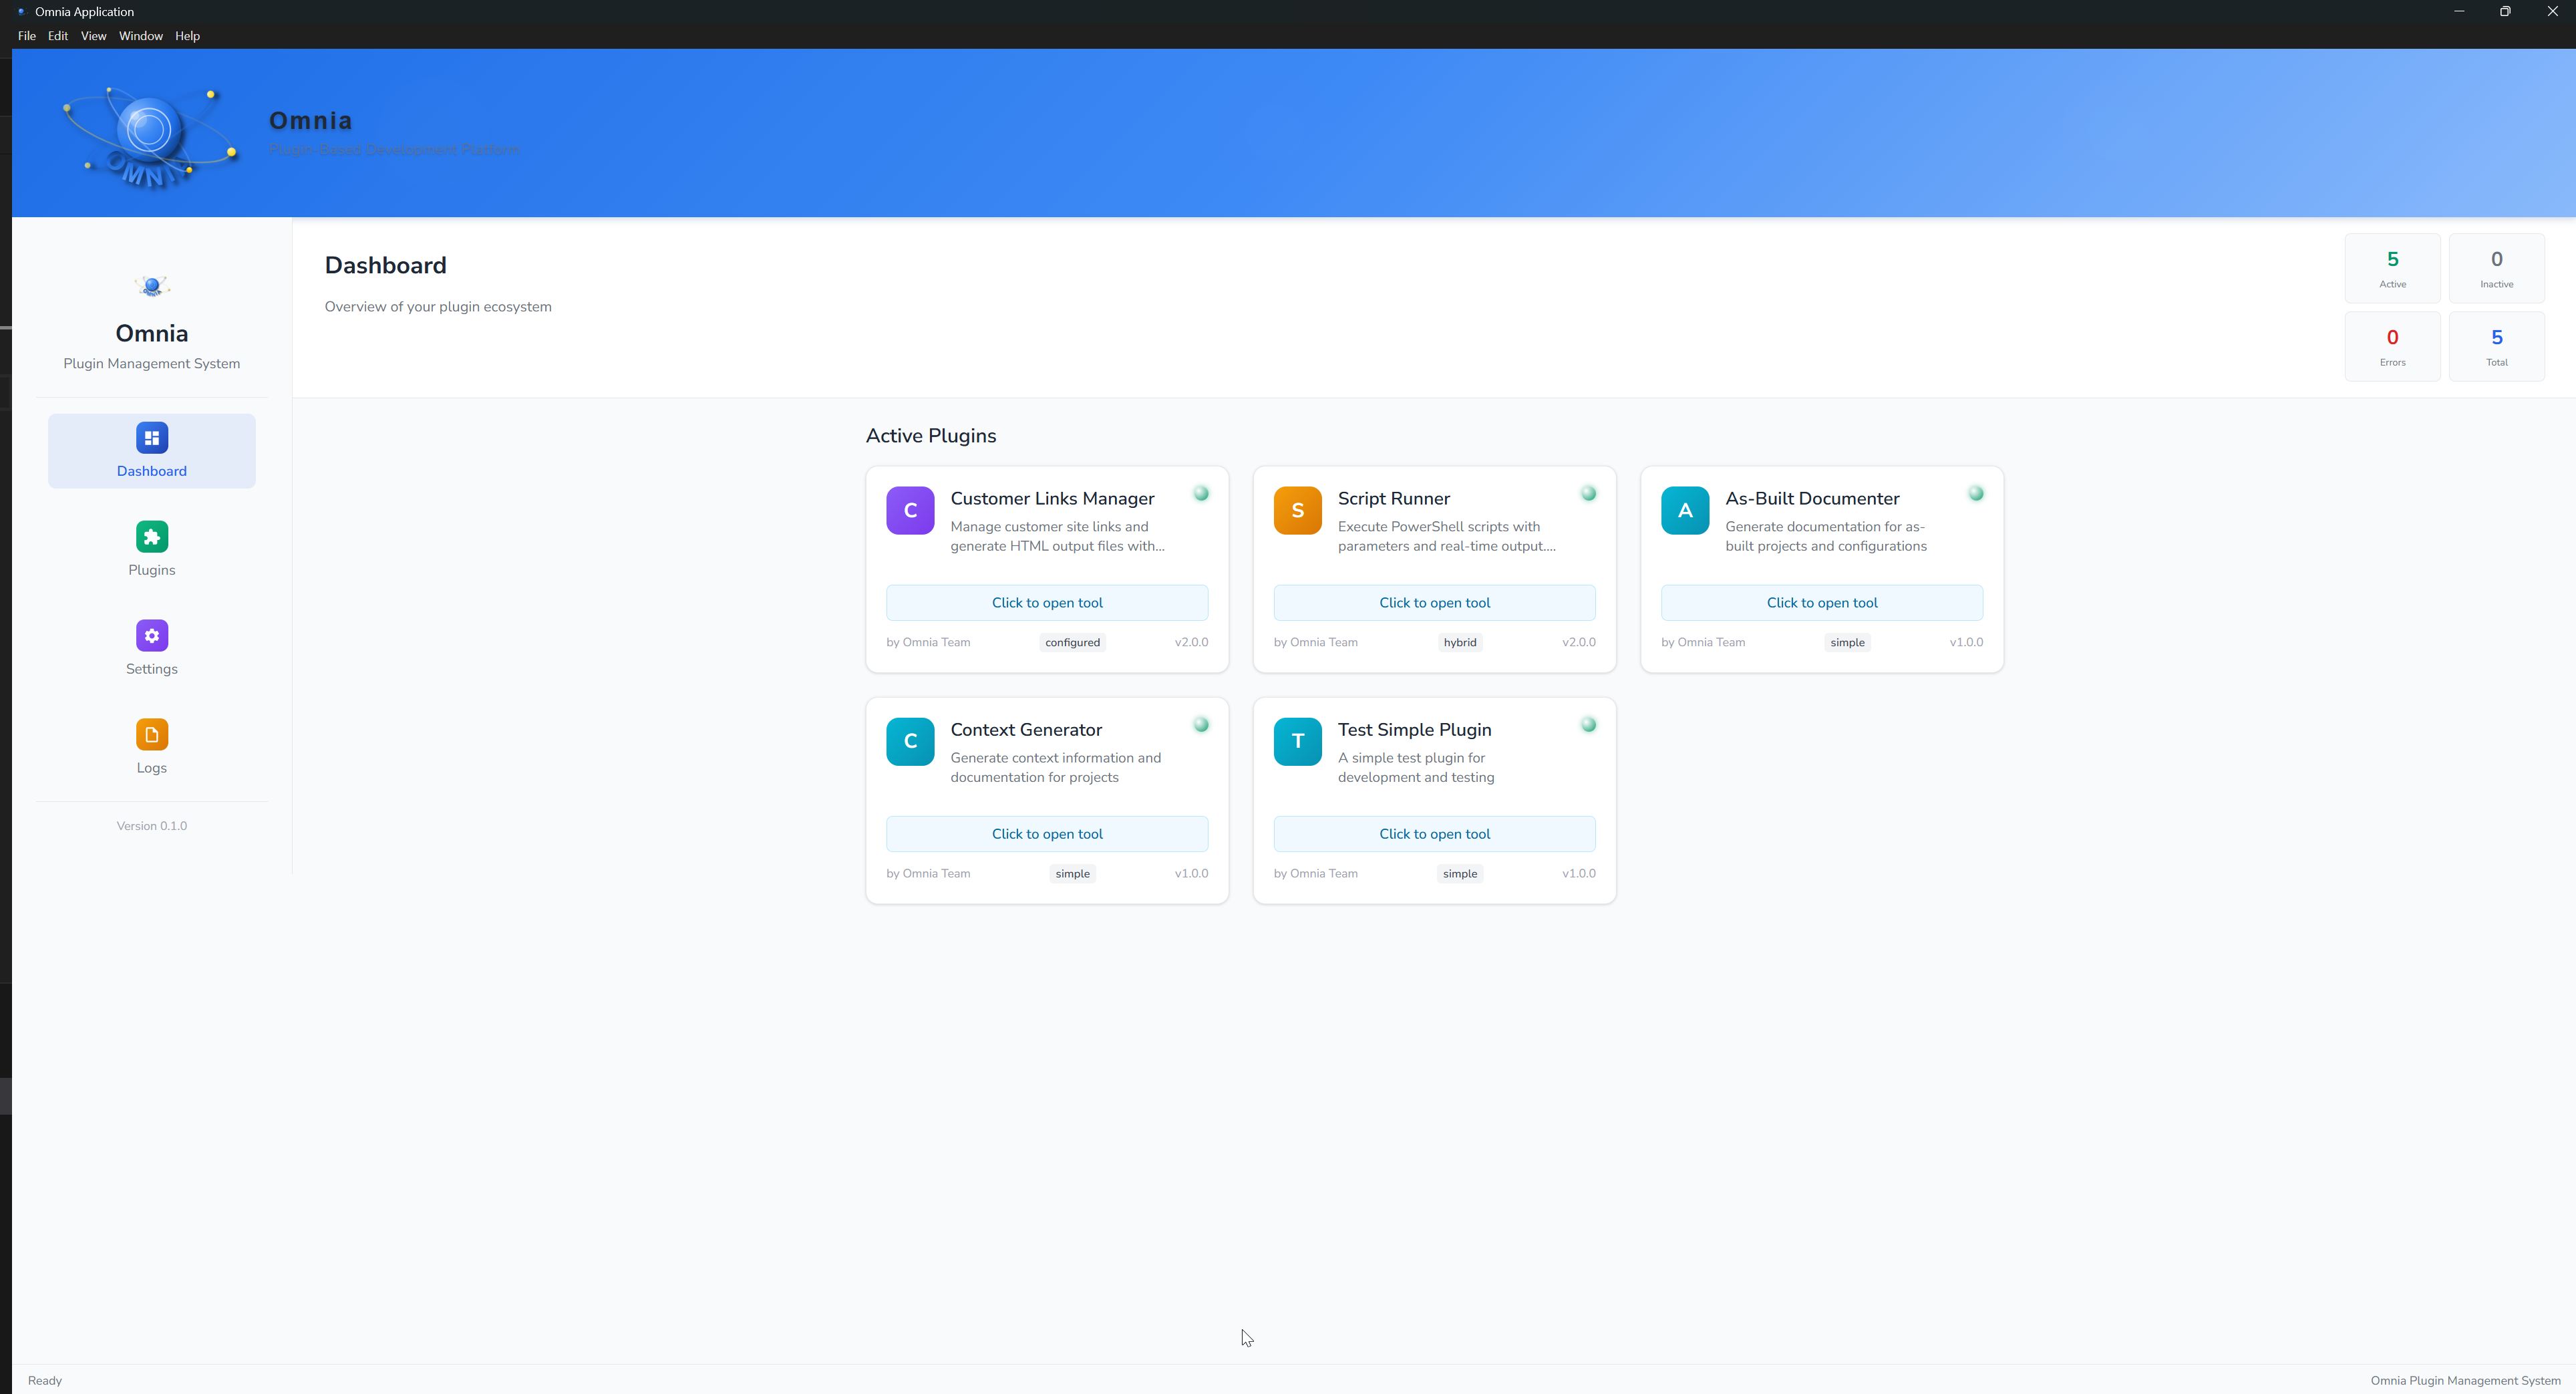 Omnia Application
File Edit View Window Help
OMNI
Omnia
Plugin-Based Development Platform
Omnia
Plugin Management System
Dashboard
Plugins
Settings
Logs
Version 0.1.0
Dashboard
Overview of your plugin ecosystem
5
Active
0
Inactive
0
Errors
5
Total
Active Plugins
C
Customer Links Manager
Manage customer site links and
generate HTML output files with...
Click to open tool
by Omnia Team configured v2.0.0
S
Script Runner
Execute PowerShell scripts with
parameters and real-time output....
Click to open tool
by Omnia Team hybrid v2.0.0
A
As-Built Documenter
Generate documentation for as-
built projects and configurations
Click to open tool
by Omnia Team simple v1.0.0
C
Context Generator
Generate context information and
documentation for projects
Click to open tool
by Omnia Team simple v1.0.0
T
Test Simple Plugin
A simple test plugin for
development and testing
Click to open tool
by Omnia Team simple v1.0.0
Ready
Omnia Plugin Management System